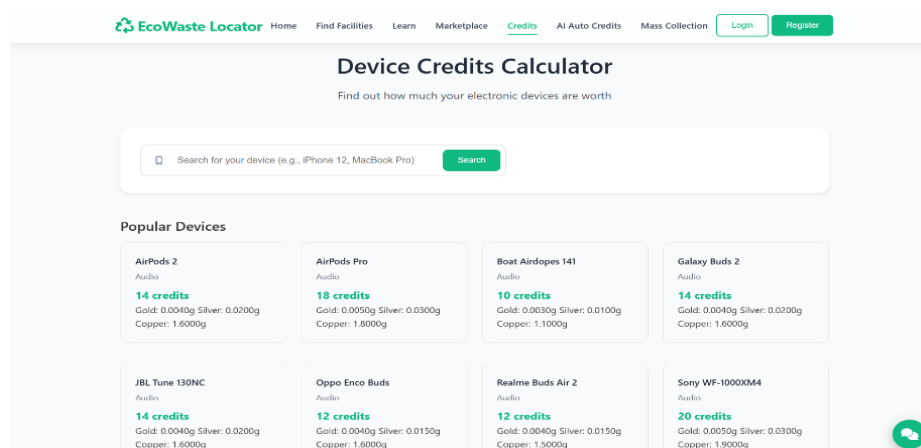 EcoWaste Locator Home Find Facilities Learn Marketplace Credits AI Auto Credits Mass Collection Login Register
Device Credits Calculator
Find out how much your electronic devices are worth
Search for your device (e.g., iPhone 12, MacBook Pro) Search
Popular Devices
AirPods 2
Audio
14 credits
Gold: 0.0040g Silver: 0.0200g
Copper: 1.6000g
AirPods Pro
Audio
18 credits
Gold: 0.0050g Silver: 0.0300g
Copper: 1.8000g
Boat Airdopes 141
Audio
10 credits
Gold: 0.0030g Silver: 0.0100g
Copper: 1.1000g
Galaxy Buds 2
Audio
14 credits
Gold: 0.0040g Silver: 0.0200g
Copper: 1.6000g
JBL Tune 130NC
Audio
14 credits
Gold: 0.0040g Silver: 0.0200g
Copper: 1.6000g
Oppo Enco Buds
Audio
12 credits
Gold: 0.0040g Silver: 0.0150g
Copper: 1.6000g
Realme Buds Air 2
Audio
12 credits
Gold: 0.0040g Silver: 0.0150g
Copper: 1.5000g
Sony WF-1000XM4
Audio
20 credits
Gold: 0.0050g Silver: 0.0300g
Copper: 1.9000g